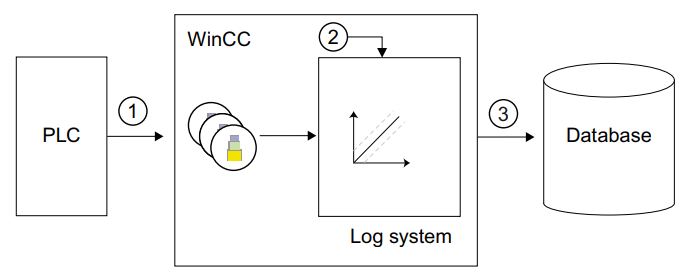 WinCC
2
PLC
1
3
Database
Log system